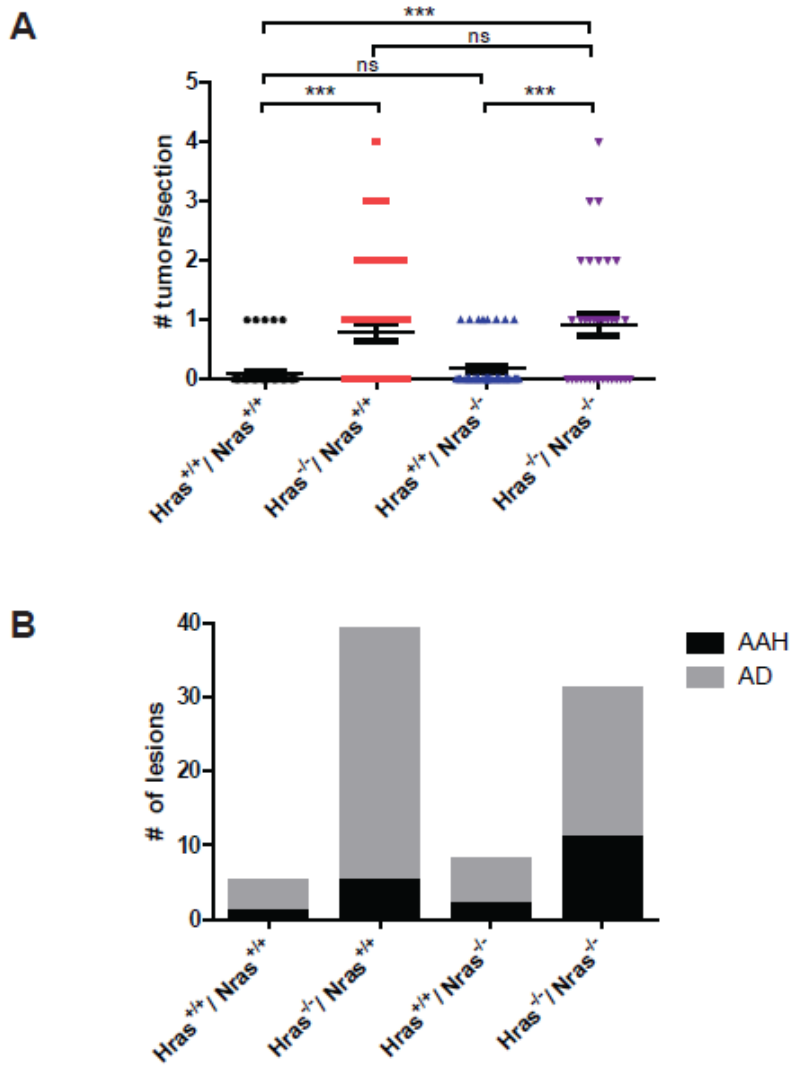 A
***
ns
ns
*** ***
5
4
3
2
1
0
# tumors/section
Hras+/+/ Nras+/+
Hras-/-/ Nras+/+
Hras+/+/ Nras-/-
Hras-/-/ Nras-/-
B
40
30
20
10
0
# of lesions
AAH
AD
Hras+/+/ Nras+/+
Hras-/-/ Nras+/+
Hras+/+/ Nras-/-
Hras-/-/ Nras-/-